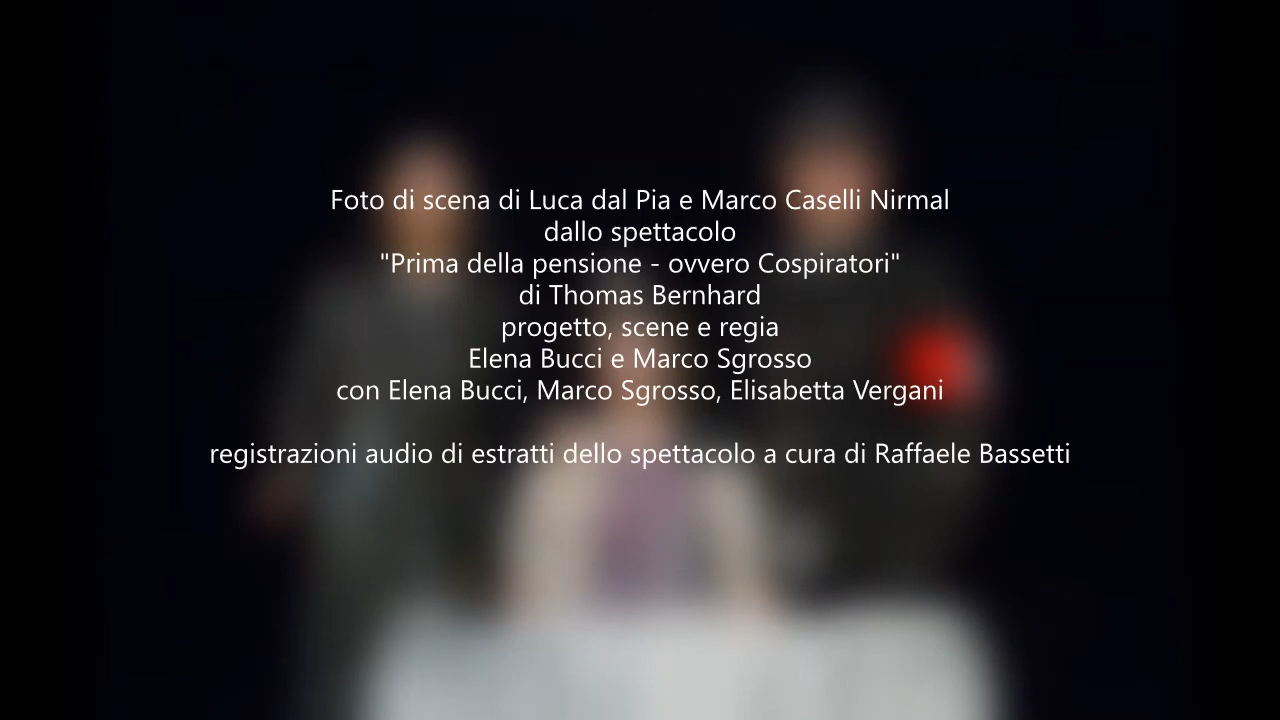 Foto di scena di Luca dal Pia e Marco Caselli Nirmal
dallo spettacolo
"Prima della pensione - ovvero Cospiratori"
di Thomas Bernhard
progetto, scene e regia
Elena Bucci e Marco Sgrosso
con Elena Bucci, Marco Sgrosso, Elisabetta Vergani
registrazioni audio di estratti dello spettacolo a cura di Raffaele Bassetti